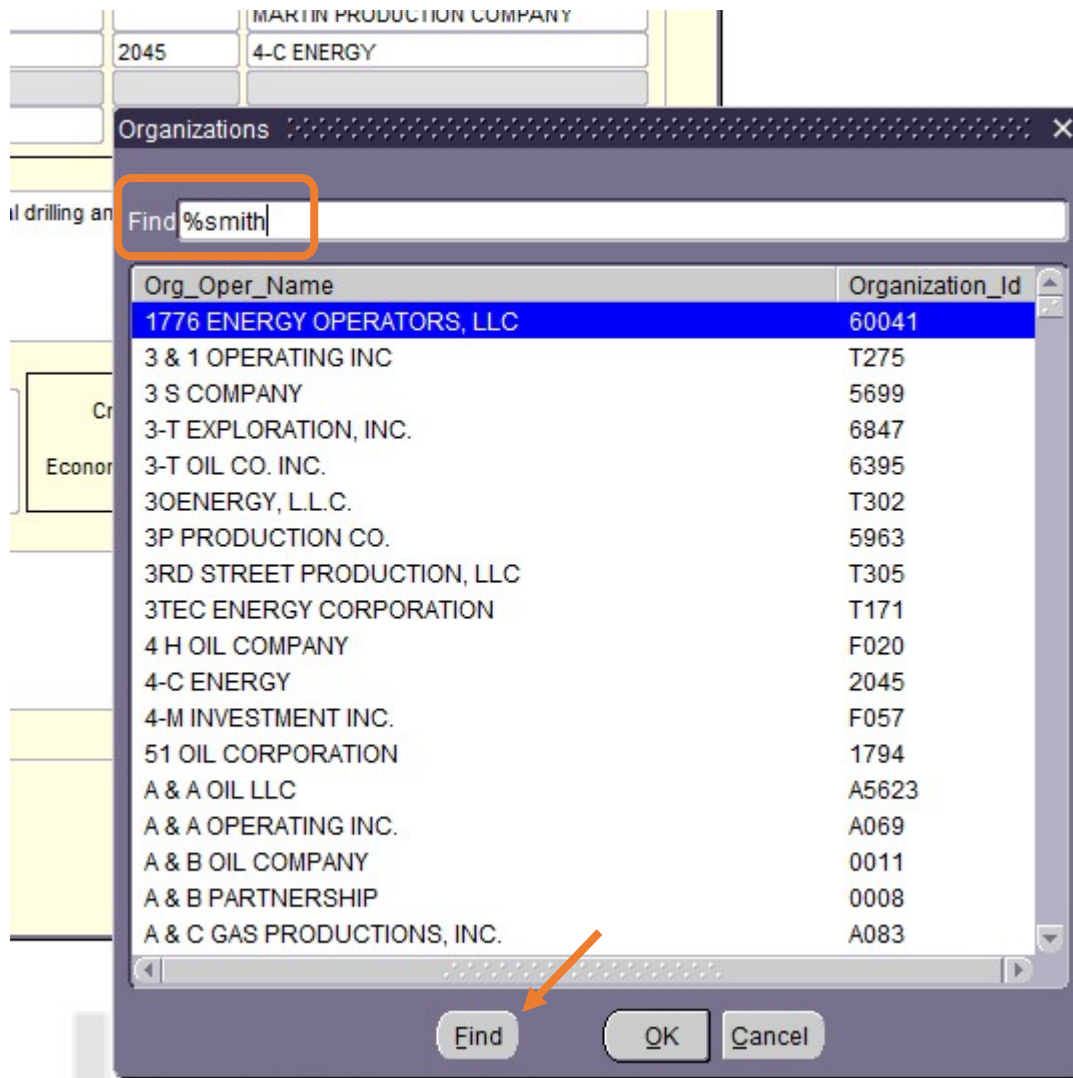 MARTIN PRODUCTION COMPANY
2045 4-C ENERGY
Organizations
l drilling an
Find %smith
Org_Oper_Name Organization_Id
1776 ENERGY OPERATORS, LLC 60041
3 & 1 OPERATING INC T275
3 S COMPANY 5699
Cr
3-T EXPLORATION, INC. 6847
Econor
3-T OIL CO. INC. 6395
3OENERGY, L.L.C. T302
3P PRODUCTION CO. 5963
3RD STREET PRODUCTION, LLC T305
3TEC ENERGY CORPORATION T171
4 H OIL COMPANY F020
4-C ENERGY 2045
4-M INVESTMENT INC. F057
51 OIL CORPORATION 1794
A & A OIL LLC A5623
A & A OPERATING INC. A069
A & B OIL COMPANY 0011
A & B PARTNERSHIP 0008
A & C GAS PRODUCTIONS, INC. A083
Find OK Cancel